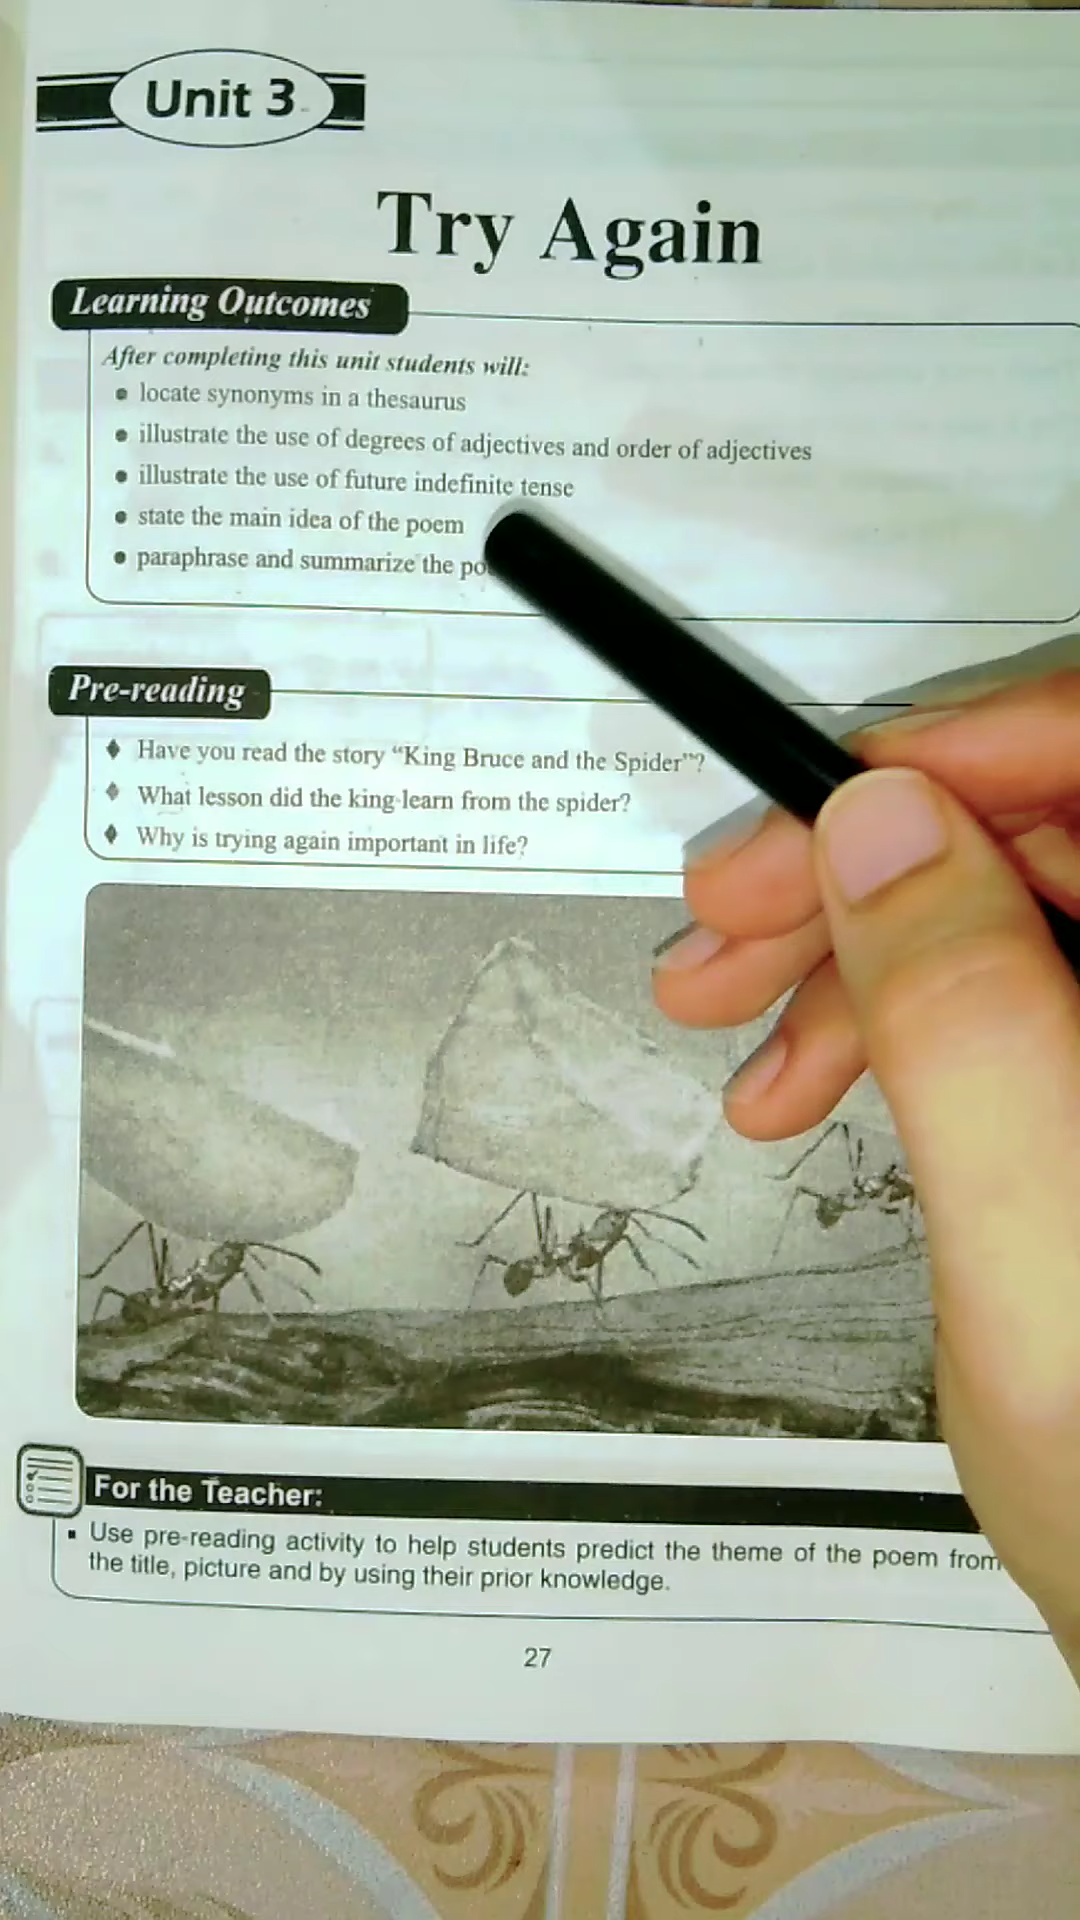 Unit 3
Try Again
Learning Outcomes
After completing this unit students will:
• locate synonyms in a thesaurus
• illustrate the use of degrees of adjectives and order of adjectives
• illustrate the use of future indefinite tense
• state the main idea of the poem
• paraphrase and summarize the
Pre-reading
♦ Have you read the story “King Bruce and the Spider”?
♦ What lesson did the king learn from the spider?
♦ Why is trying again important in life?
For the Teacher:
▪ Use pre-reading activity to help students predict the theme of the poem from
the title, picture and by using their prior knowledge.
27